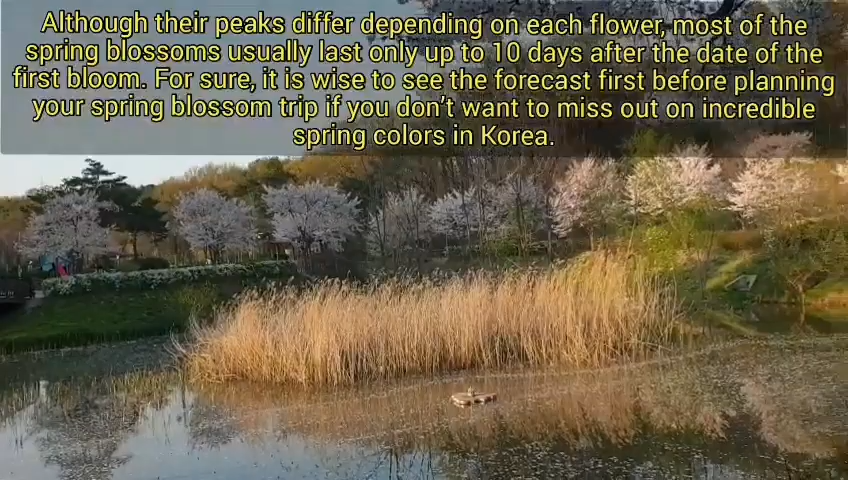 Although their peaks differ depending on each flower, most of the
spring blossoms usually last only up to 10 days after the date of the
first bloom. For sure, it is wise to see the forecast first before planning
your spring blossom trip if you don't want to miss out on incredible
spring colors in Korea.